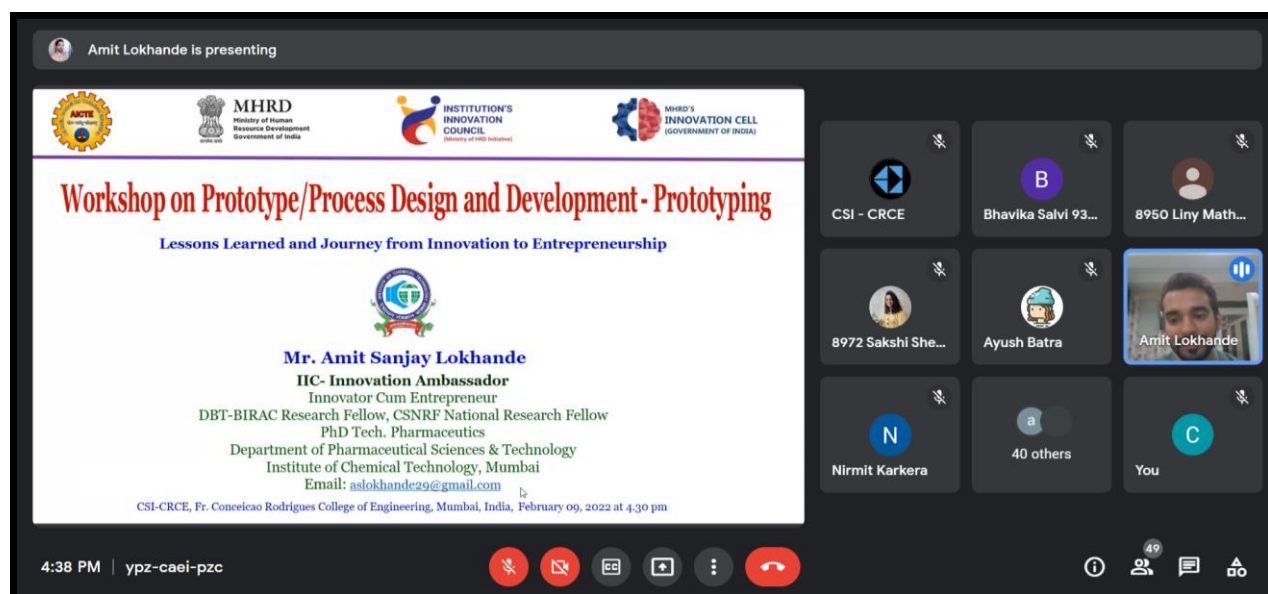 Amit Lokhande is presenting
AICTE
MHRD
Ministry of Human
Resource Development
Government of India
INSTITUTION'S
INNOVATION
COUNCIL
(Ministry of HRD Initiative)
MHRD'S
INNOVATION CELL
(GOVERNMENT OF INDIA)
Workshop on Prototype/Process Design and Development - Prototyping
Lessons Learned and Journey from Innovation to Entrepreneurship
Mr. Amit Sanjay Lokhande
IIC- Innovation Ambassador
Innovator Cum Entrepreneur
DBT-BIRAC Research Fellow, CSNRF National Research Fellow
PhD Tech. Pharmaceutics
Department of Pharmaceutical Sciences & Technology
Institute of Chemical Technology, Mumbai
Email: aslokhande29@gmail.com
CSI-CRCE, Fr. Conceicao Rodrigues College of Engineering, Mumbai, India, February 09, 2022 at 4.30 pm
CSI - CRCE
B
Bhavika Salvi 93...
8950 Liny Math...
8972 Sakshi She...
Ayush Batra
Amit Lokhande
N
Nirmit Karkera
a
40 others
C
You
4:38 PM | ypz-caei-pzc
CC
49